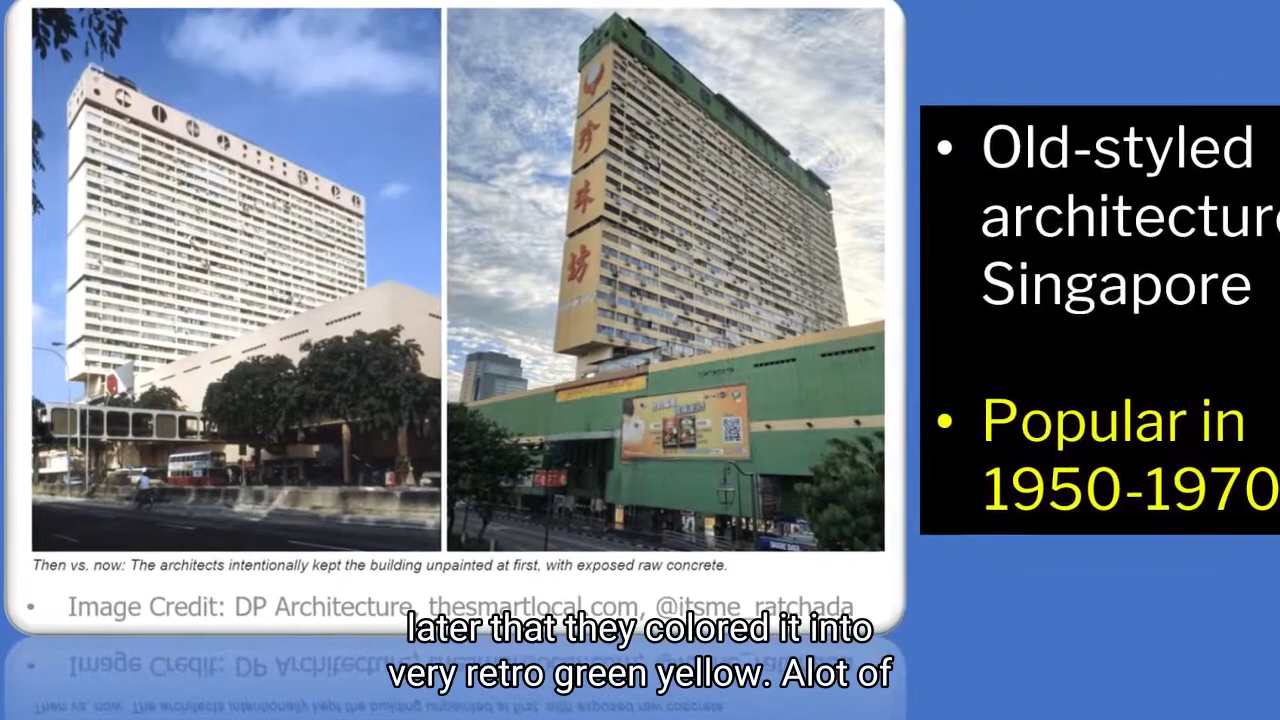 珍
珠
坊
Then vs. now: The architects intentionally kept the building unpainted at first, with exposed raw concrete.
• Image Credit: DP Architecture, thesmartlocal.com, @itsme_ratchada
• Old-styled
architectur
Singapore
• Popular in
1950-1970
later that they colored it into
very retro green yellow. Alot of